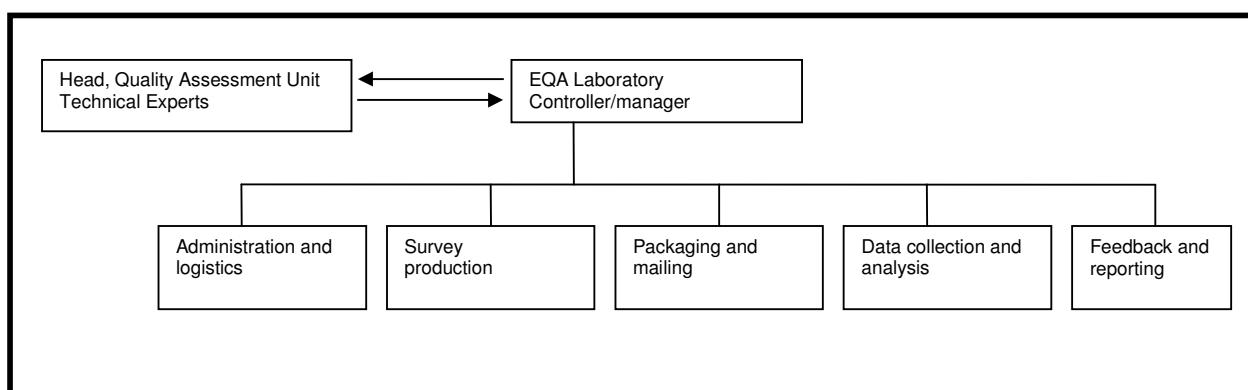 Head, Quality Assessment Unit
Technical Experts
EQA Laboratory
Controller/manager
Administration and
logistics
Survey
production
Packaging and
mailing
Data collection and
analysis
Feedback and
reporting